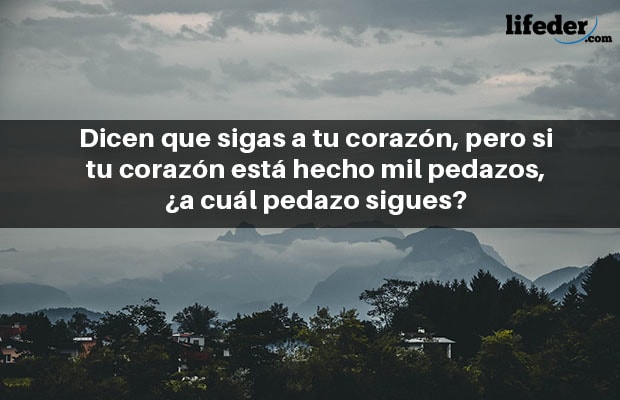 lifeder
.com
Dicen que sigas a tu corazón, pero si
tu corazón está hecho mil pedazos,
¿a cuál pedazo sigues?